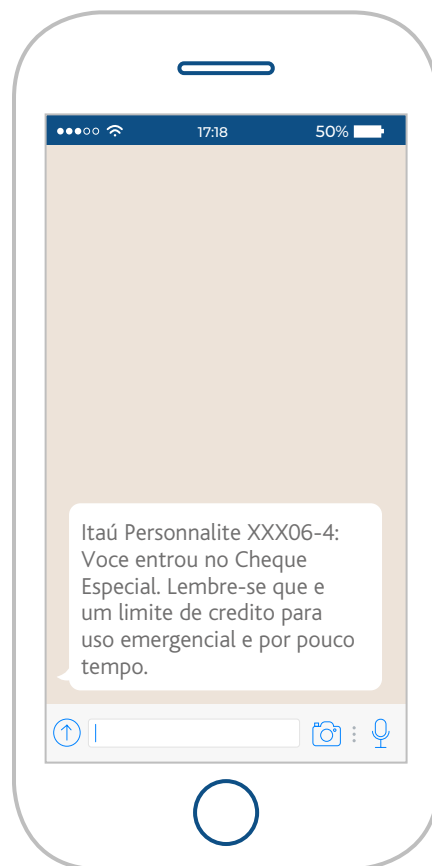 17:18
50%
Itaú Personnalite XXX06-4:
Voce entrou no Cheque
Especial. Lembre-se que e
um limite de credito para
uso emergencial e por pouco
tempo.